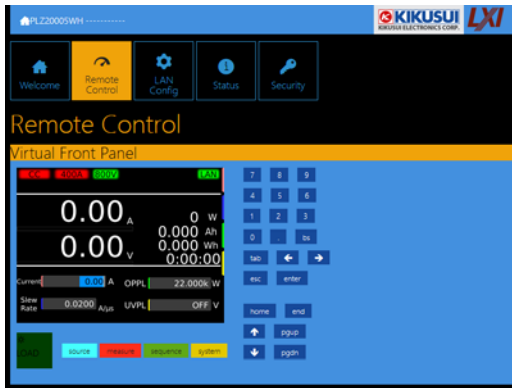 PLZ20005WH -----------
KIKUSUI LXI
KIKUSUI ELECTRONICS CORP.
Welcome
Remote Control
LAN Config
Status
Security
Remote Control
Virtual Front Panel
CC 400A 800V LAN
0.00 A
0 W
0.000 Ah
0.00 V
0.000 Wh
0:00:00
Current 0.00 A OPPL 22.000k W
Slew Rate 0.0200 A/µs UVPL OFF V
LOAD
source measure sequence system
7 8 9
4 5 6
1 2 3
0 . bs
tab
esc enter
home end
pgup
pgdn